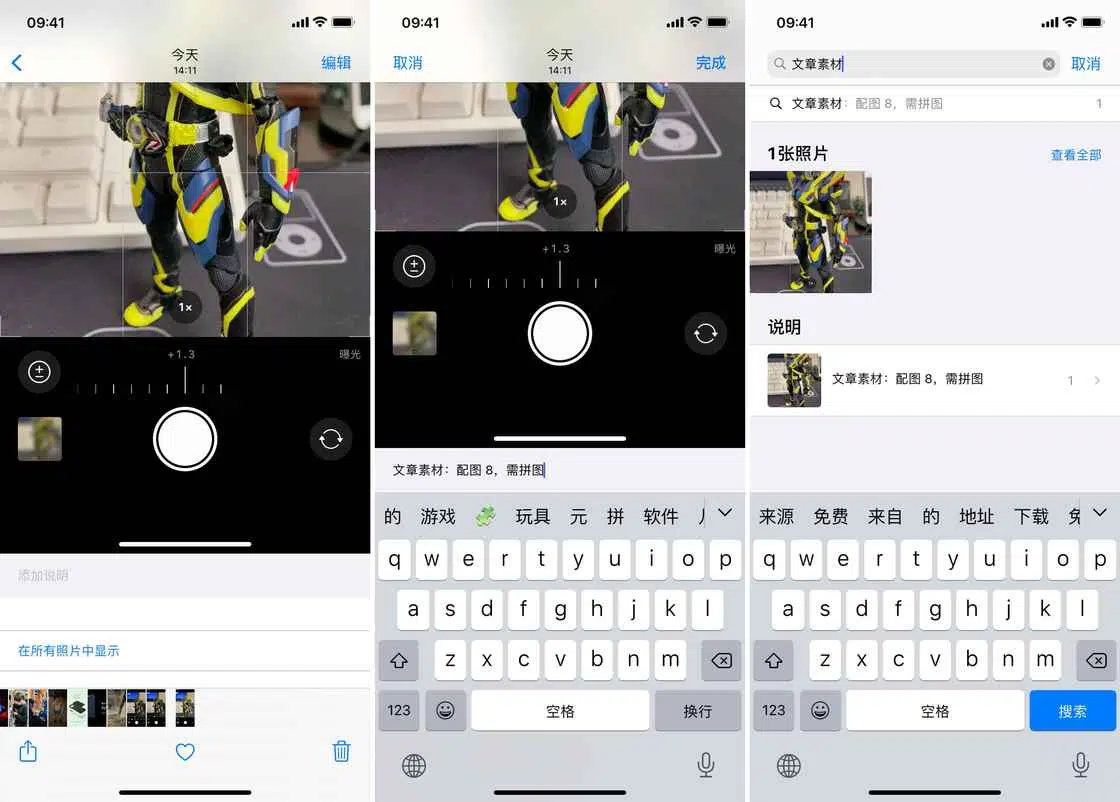 09:41
今天
14:11
编辑
1×
+1.3
曝光
添加说明
在所有照片中显示
09:41
取消
今天
14:11
完成
1×
+1.3
曝光
文章素材：配图 8，需拼图
的 游戏 玩具 元 拼 软件
q w e r t y u i o p
a s d f g h j k l
z x c v b n m
123 空格 换行
09:41
文章素材
取消
文章素材：配图 8，需拼图 1
1张照片
查看全部
说明
文章素材：配图 8，需拼图 1
来源 免费 来自 的 地址 下载
q w e r t y u i o p
a s d f g h j k l
z x c v b n m
123 空格 搜索